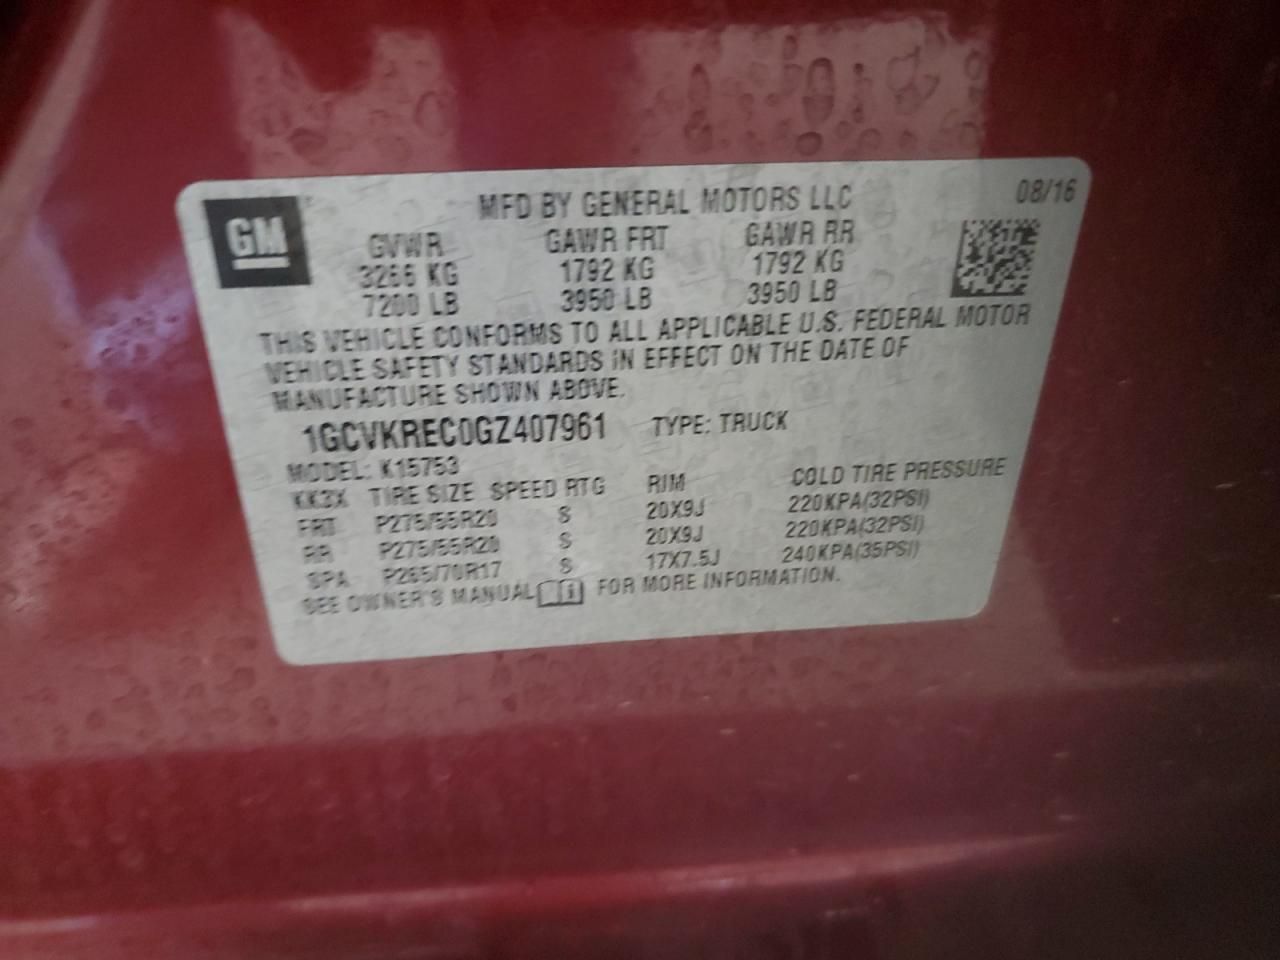 GM
MFD BY GENERAL MOTORS LLC 08/16
GVWR GAWR FRT GAWR RR
3266 KG 1792 KG 1792 KG
7200 LB 3950 LB 3950 LB
THIS VEHICLE CONFORMS TO ALL APPLICABLE U.S. FEDERAL MOTOR
VEHICLE SAFETY STANDARDS IN EFFECT ON THE DATE OF
MANUFACTURE SHOWN ABOVE.
1GCVKREC0GZ407961 TYPE: TRUCK
MODEL: K15753
KK3X TIRE SIZE SPEED RTG RIM COLD TIRE PRESSURE
FRT P275/55R20 S 20X9J 220KPA(32PSI)
RR P275/55R20 S 20X9J 220KPA(32PSI)
SPA P265/70R17 S 17X7.5J 240KPA(35PSI)
SEE OWNER'S MANUAL FOR MORE INFORMATION.